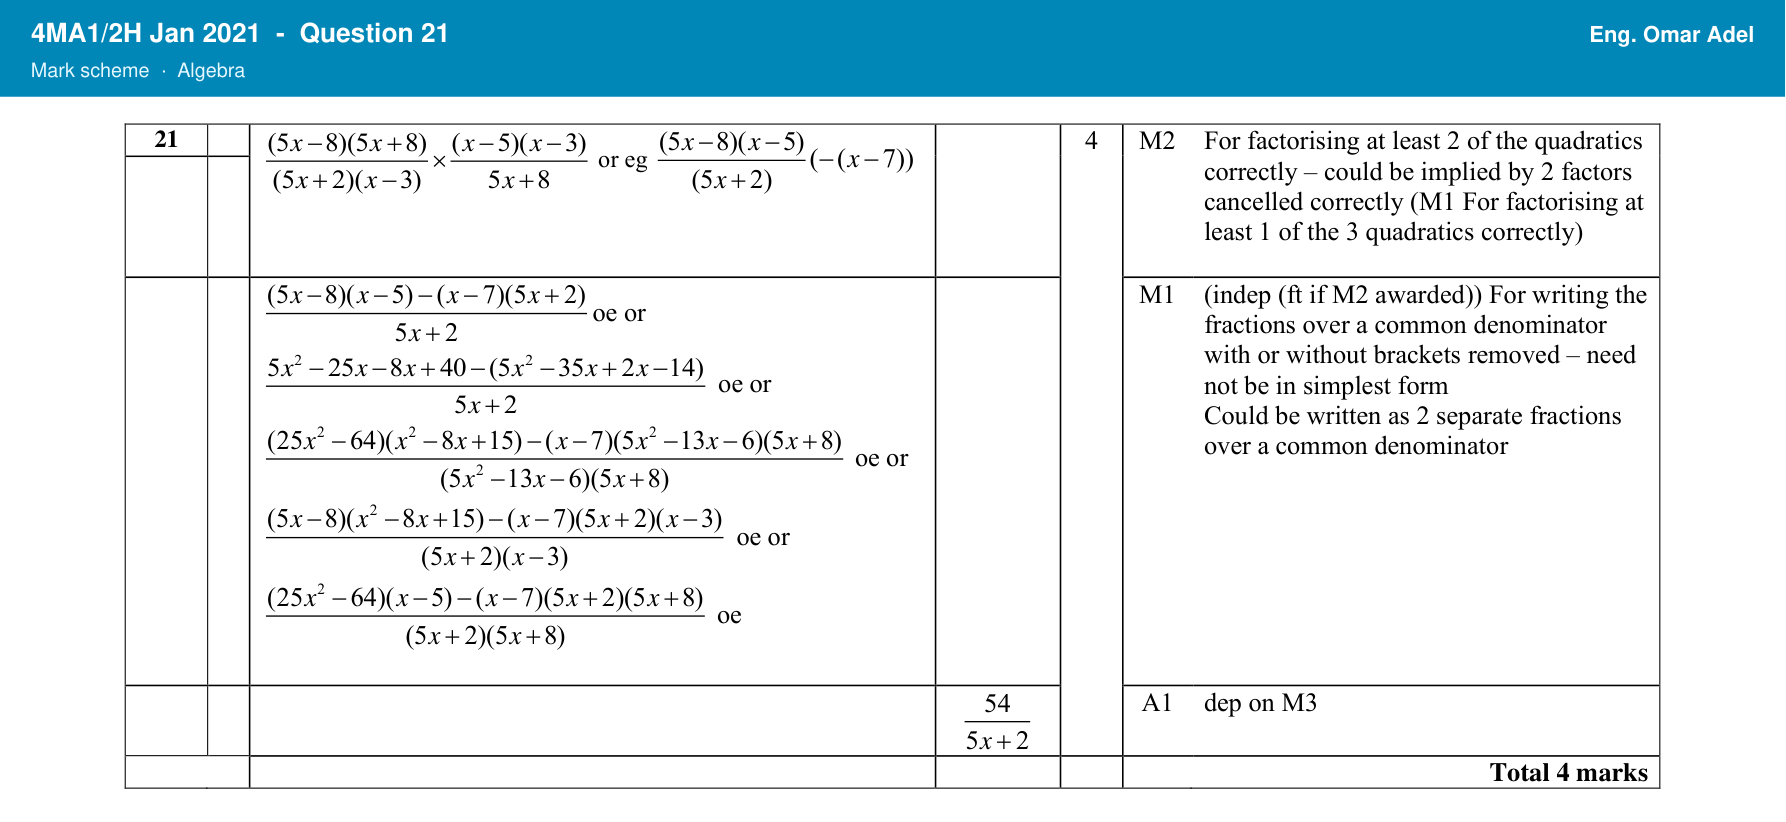 4MA1/2H Jan 2021 - Question 21
Eng. Omar Adel
Mark scheme · Algebra
21
(5x−8)(5x+8)/(5x+2)(x−3) × (x−5)(x−3)/5x+8 or eg (5x−8)(x−5)/(5x+2) (−(x−7))
4
M2 For factorising at least 2 of the quadratics
correctly – could be implied by 2 factors
cancelled correctly (M1 For factorising at
least 1 of the 3 quadratics correctly)
(5x−8)(x−5)−(x−7)(5x+2)/5x+2 oe or
5x²−25x−8x+40−(5x²−35x+2x−14)/5x+2 oe or
(25x²−64)(x²−8x+15)−(x−7)(5x²−13x−6)(5x+8)/(5x²−13x−6)(5x+8) oe or
(5x−8)(x²−8x+15)−(x−7)(5x+2)(x−3)/(5x+2)(x−3) oe or
(25x²−64)(x−5)−(x−7)(5x+2)(5x+8)/(5x+2)(5x+8) oe
M1 (indep (ft if M2 awarded)) For writing the
fractions over a common denominator
with or without brackets removed – need
not be in simplest form
Could be written as 2 separate fractions
over a common denominator
54/5x+2
A1 dep on M3
Total 4 marks